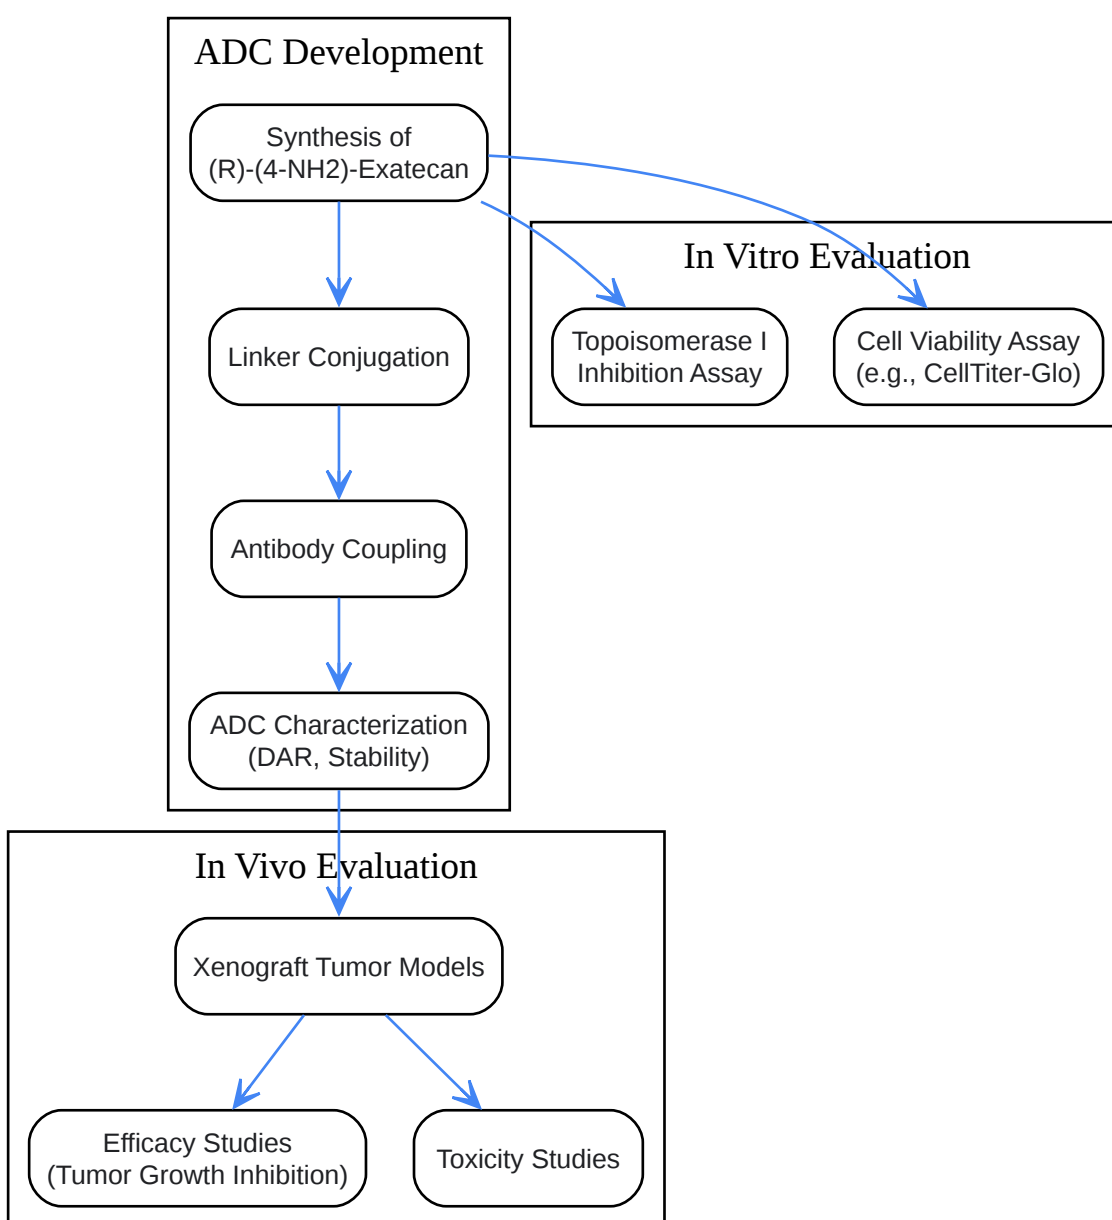 ADC Development
Synthesis of
(R)-(4-NH2)-Exatecan
In Vitro Evaluation
Topoisomerase I
Inhibition Assay
Cell Viability Assay
(e.g., CellTiter-Glo)
Linker Conjugation
Antibody Coupling
ADC Characterization
(DAR, Stability)
In Vivo Evaluation
Xenograft Tumor Models
Efficacy Studies
(Tumor Growth Inhibition)
Toxicity Studies